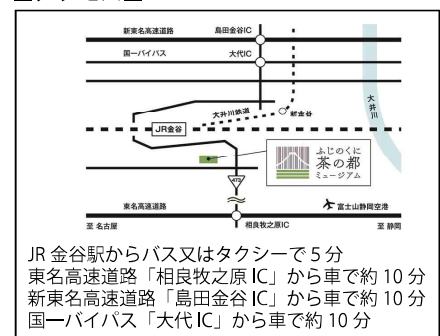 新東名高速道路
島田金谷IC
国一バイパス
大代IC
大井川
大井川鉄道
新金谷
JR金谷
ふじのくに
茶の都
ミュージアム
473
東名高速道路
富士山静岡空港
至 名古屋
相良牧之原IC
至 静岡
JR 金谷駅からバス又はタクシーで 5 分
東名高速道路「相良牧之原 IC」から車で約 10 分
新東名高速道路「島田金谷 IC」から車で約 10 分
国一バイパス「大代 IC」から車で約 10 分